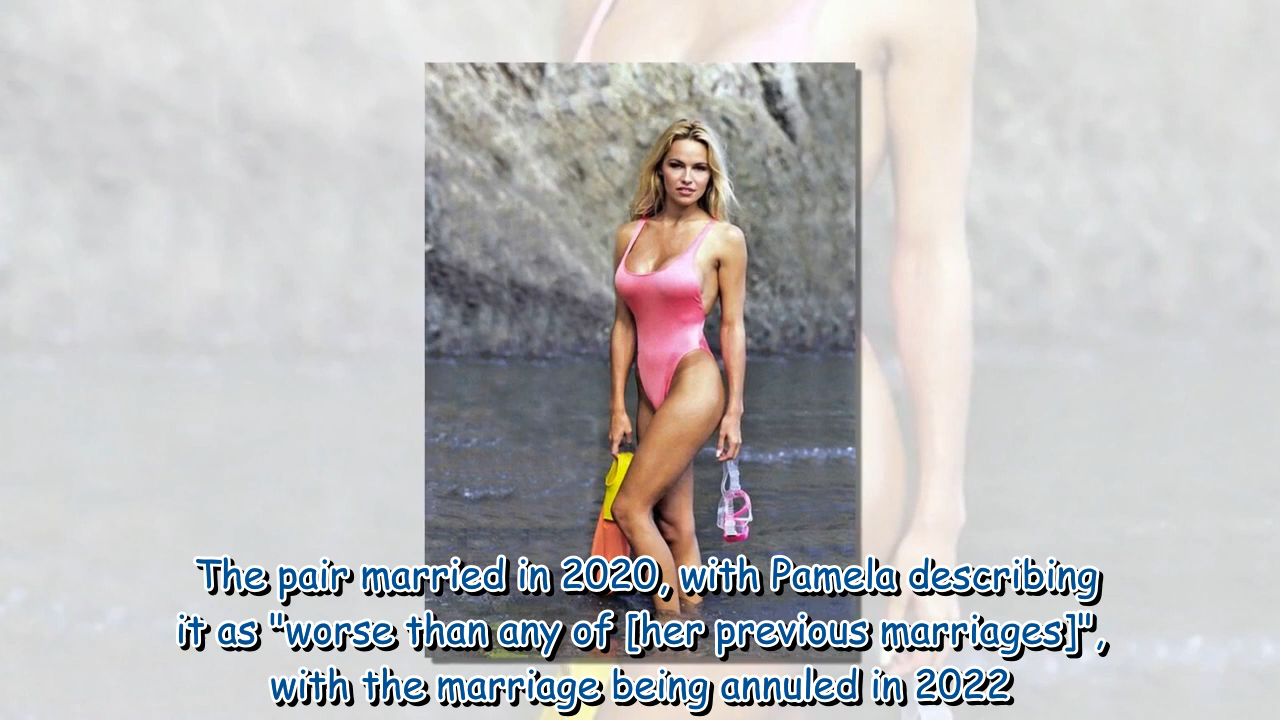 The pair married in 2020, with Pamela describing
it as "worse than any of [her previous marriages]",
with the marriage being annuled in 2022